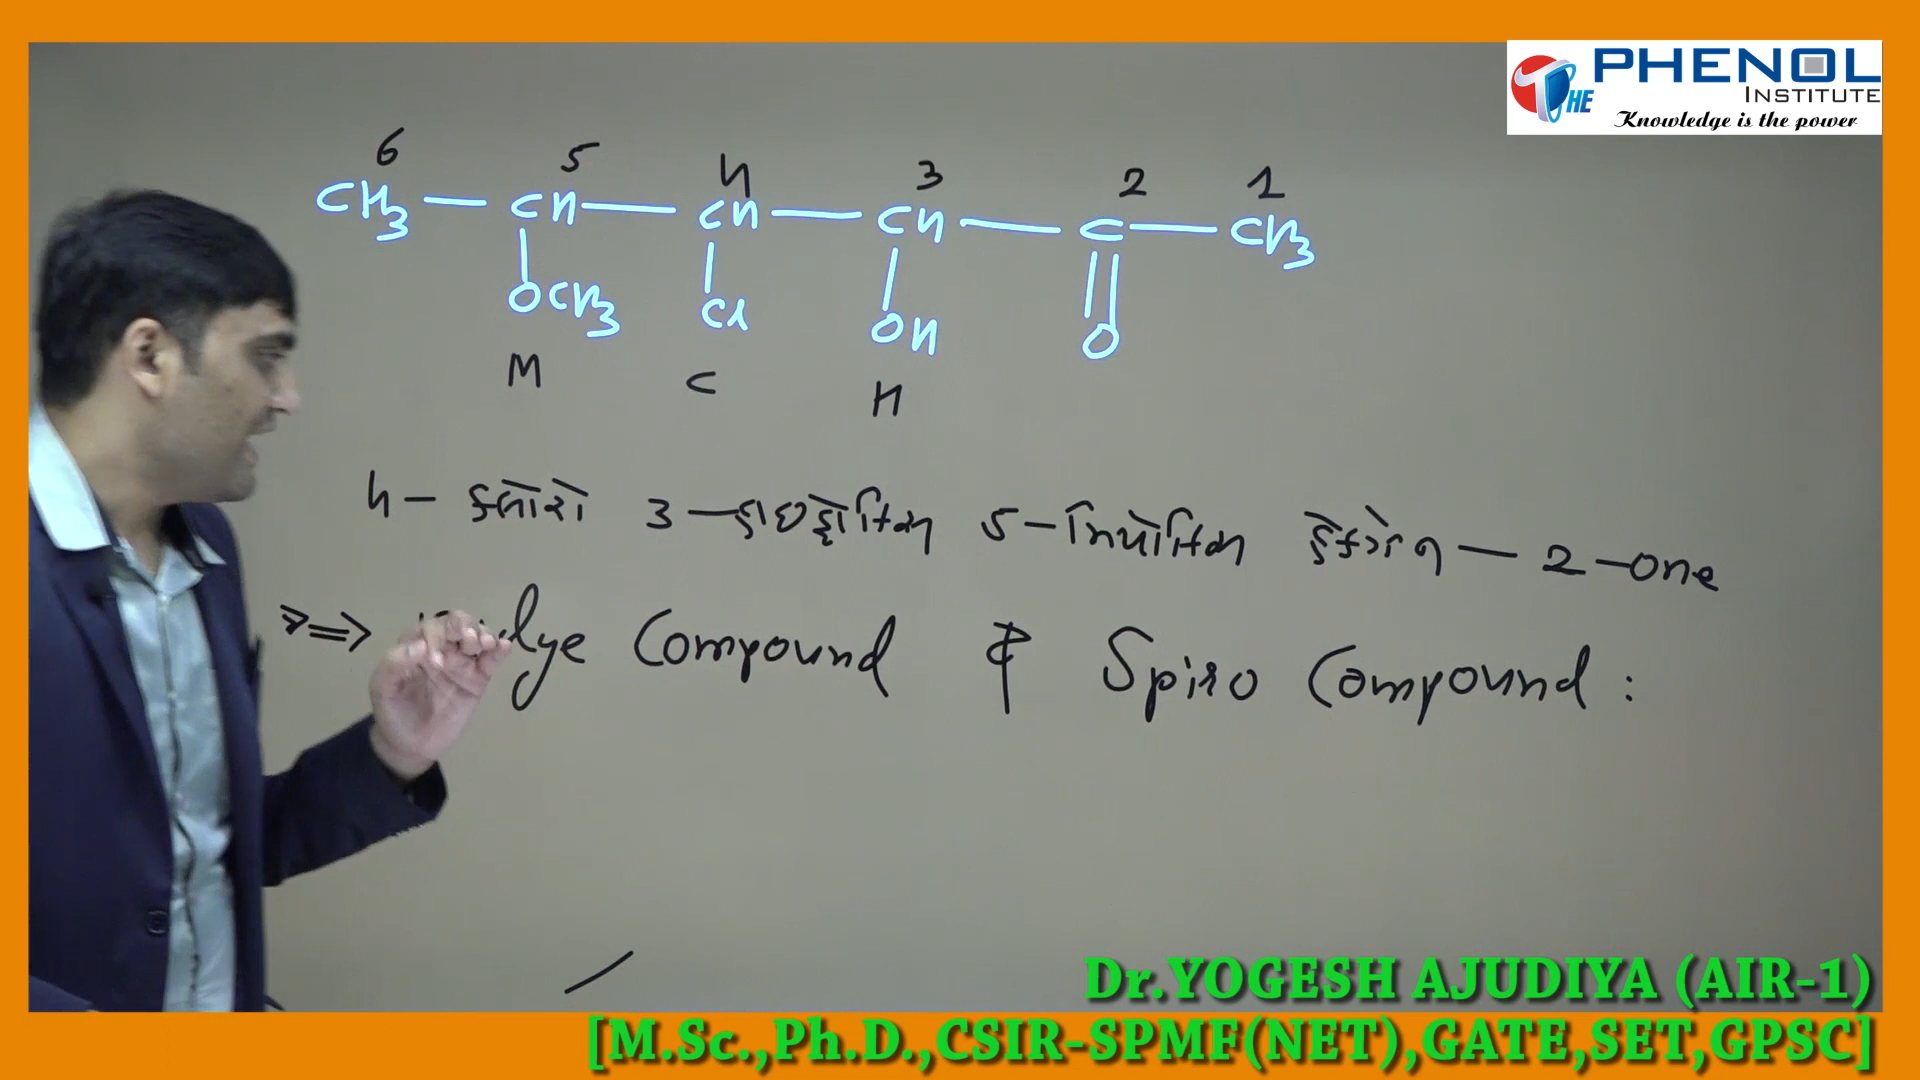 THE PHENOL
INSTITUTE
Knowledge is the power
6 5 4 3 2 1
CH3 — CH — CH — CH — C — CH3
OCH3 Cl OH O
M C H
4 – ક્લોરો 3 – હાઇડ્રોક્સિ 5 – મિથોક્સિ હેક્ઝેન – 2 – one
⇒ Compound & Spiro Compound :
Dr.YOGESH AJUDIYA (AIR-1)
[M.Sc.,Ph.D.,CSIR-SPMF(NET),GATE,SET,GPSC]